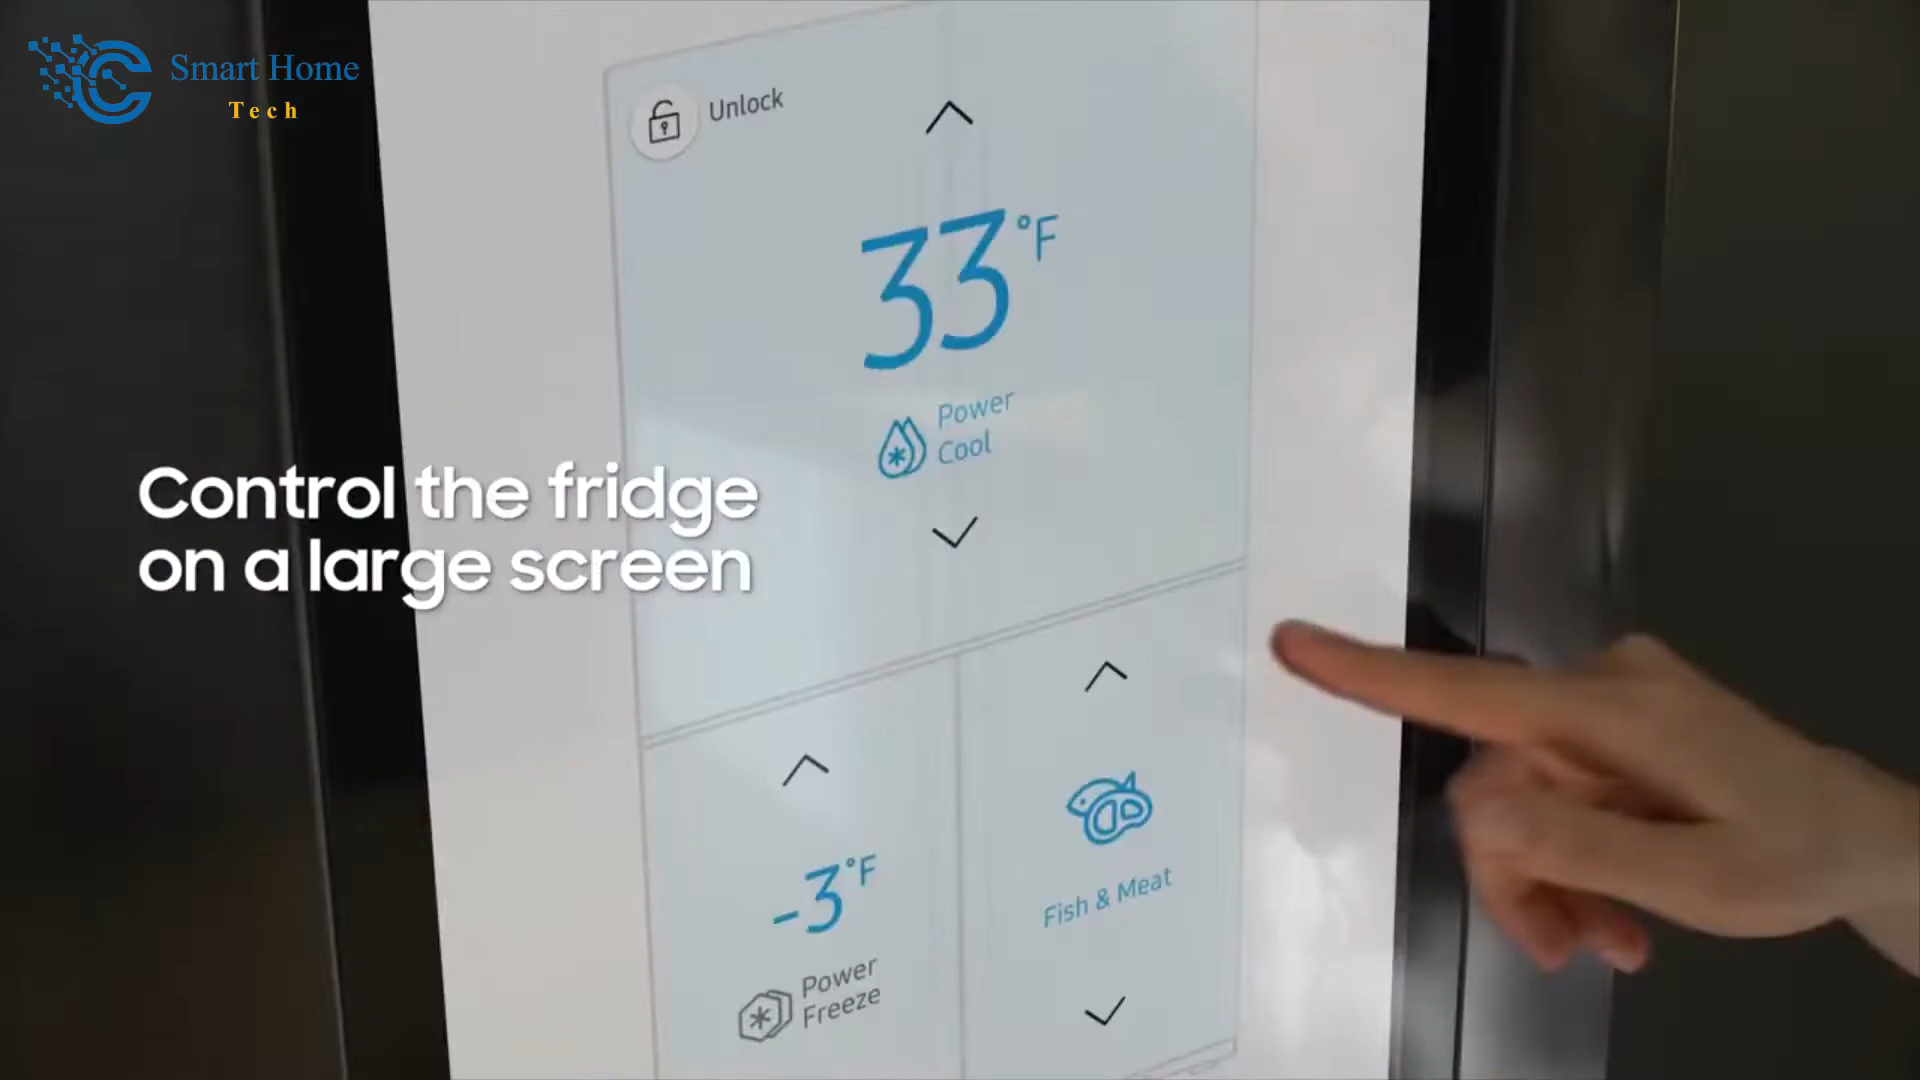 Smart Home
Tech
Unlock
33°F
Power
Cool
Control the fridge
on a large screen
-3°F
Power
Freeze
Fish & Meat